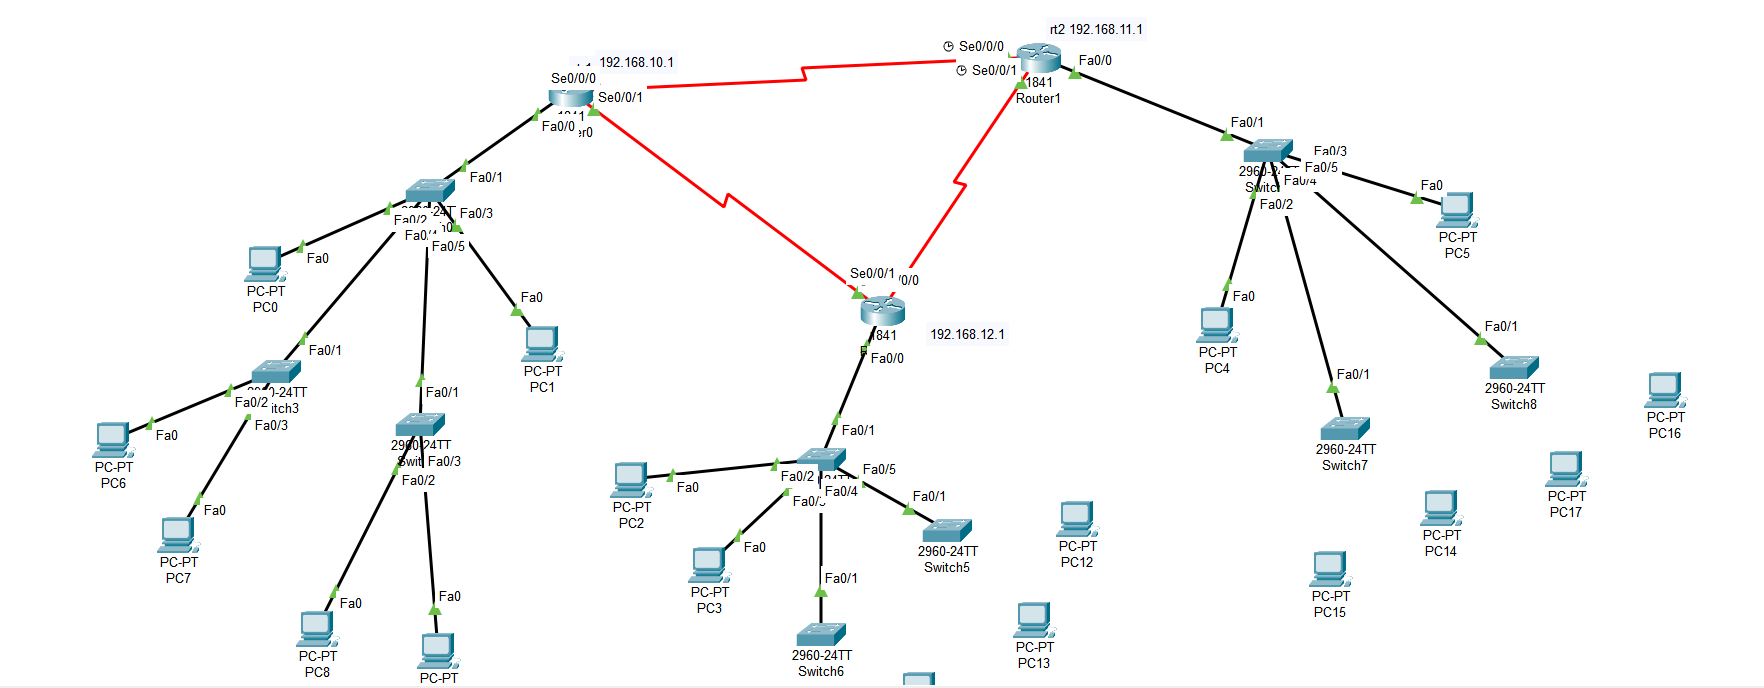 rt2 192.168.11.1
192.168.10.1
Se0/0/0
Se0/0/1
Fa0/0
Se0/0/0
Se0/0/1
1841
Router1
Fa0/0
Fa0/1
Fa0/3
Fa0/5
Fa0/4
Fa0/2
Fa0
PC-PT
PC5
Fa0/1
Fa0/2
Fa0/3
Fa0/5
Fa0
PC-PT
PC0
Fa0
PC-PT
PC1
Se0/0/1
/0/0
1841
192.168.12.1
Fa0/0
Fa0
PC-PT
PC4
Fa0/1
2960-24TT
Switch8
Fa0/1
2960-24TT
Switch7
PC-PT
PC16
PC-PT
PC17
PC-PT
PC14
PC-PT
PC15
Fa0/1
Fa0/2
Fa0/3
Fa0
PC-PT
PC6
Fa0
PC-PT
PC7
Fa0/1
Fa0/3
Fa0/2
Fa0
PC-PT
PC8
Fa0
PC-PT
Fa0/1
Fa0/2
Fa0/4
Fa0/5
Fa0
PC-PT
PC2
Fa0
PC-PT
PC3
Fa0/1
2960-24TT
Switch5
Fa0/1
2960-24TT
Switch6
PC-PT
PC12
PC-PT
PC13